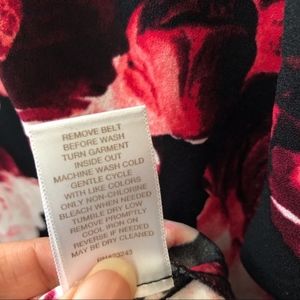 REMOVE BELT
BEFORE WASH
TURN GARMENT
INSIDE OUT
MACHINE WASH COLD
GENTLE CYCLE
WITH LIKE COLORS
ONLY NON-CHLORINE
BLEACH WHEN NEEDED
TUMBLE DRY LOW
REMOVE PROMPTLY
COOL IRON ON
REVERSE IF NEEDED
MAY BE DRY CLEANED